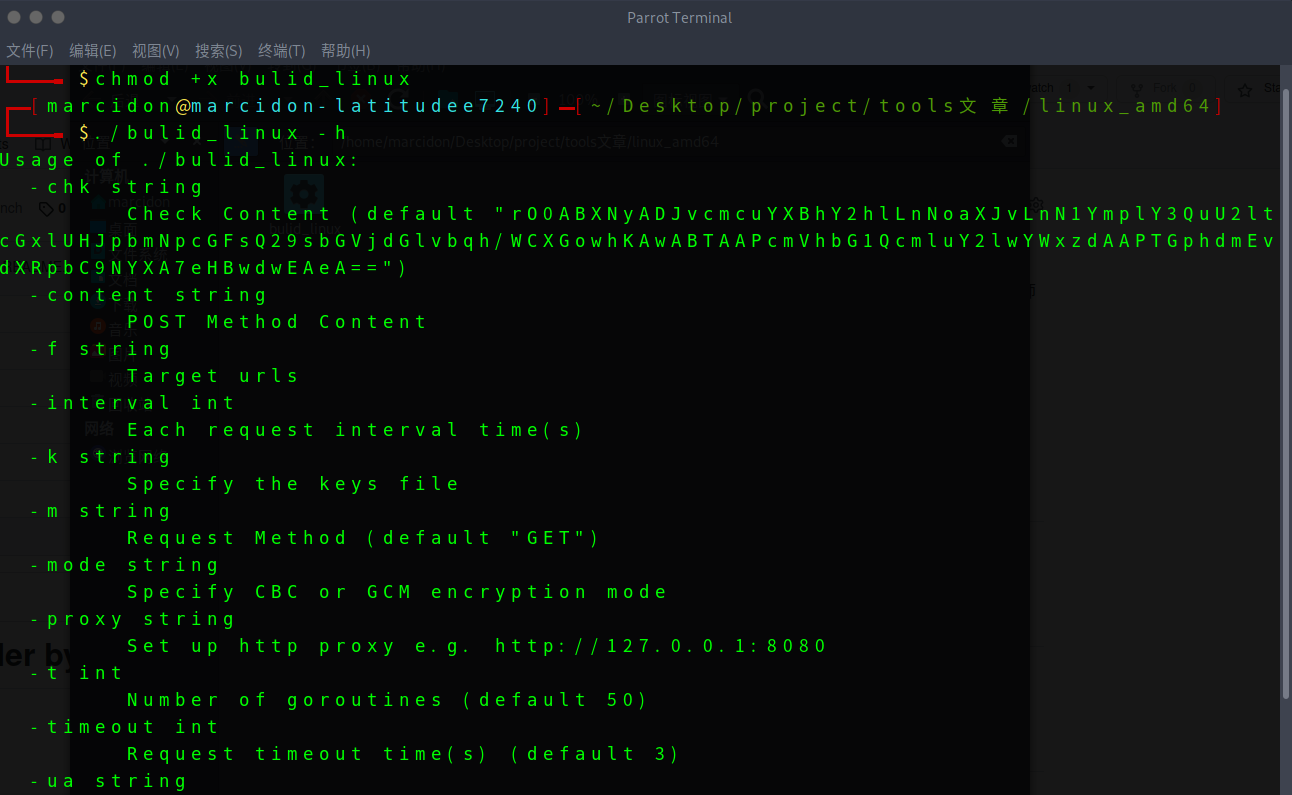 Parrot Terminal
文件(F) 编辑(E) 视图(V) 搜索(S) 终端(T) 帮助(H)
$chmod +x bulid_linux
[marcidon@marcidon-latitudee7240]─[~/Desktop/project/tools文章/linux_amd64]
$./bulid_linux -h
Usage of ./bulid_linux:
-chk string
Check Content (default "rO0ABXNyADJvcmcuYXBhY2hlLnNoaXJvLnN1YmplY3QuU2lt
cGxlUHJpbmNpcGFsQ29sbGVjdGlvbqh/WCXGowhKAwABTAAPcmVhbG1QcmluY2lwYWxzdAAPTGphdmEv
dXRpbC9NYXA7eHBwdwEAeA==")
-content string
POST Method Content
-f string
Target urls
-interval int
Each request interval time(s)
-k string
Specify the keys file
-m string
Request Method (default "GET")
-mode string
Specify CBC or GCM encryption mode
-proxy string
Set up http proxy e.g. http://127.0.0.1:8080
-t int
Number of goroutines (default 50)
-timeout int
Request timeout time(s) (default 3)
-ua string